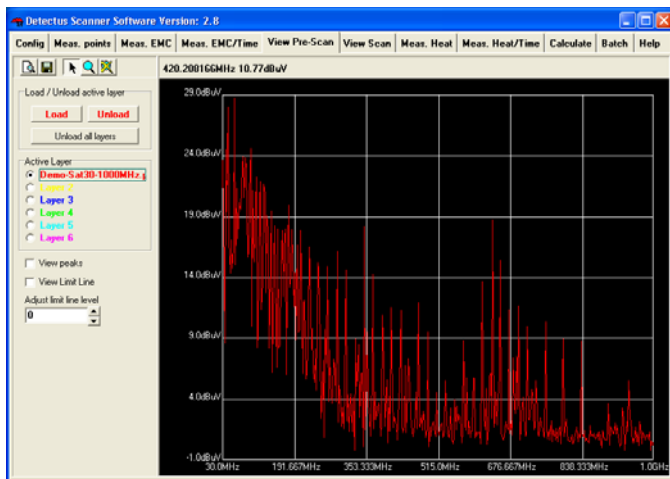 Detectus Scanner Software Version: 2.8
Config Meas. points Meas. EMC Meas. EMC/Time View Pre-Scan View Scan Meas. Heat Meas. Heat/Time Calculate Batch Help
420.200166MHz 10.77dBuV
Load / Unload active layer
Load Unload
Unload all layers
Active Layer
Demo-Sat30-1000MHz.
Layer 2
Layer 3
Layer 4
Layer 5
Layer 6
View peaks
View Limit Line
Adjust limit line level
0
29.0dBuV
24.0dBuV
19.0dBuV
14.0dBuV
9.0dBuV
4.0dBuV
-1.0dBuV
30.0MHz 191.667MHz 353.333MHz 515.0MHz 676.667MHz 838.333MHz 1.0GHz